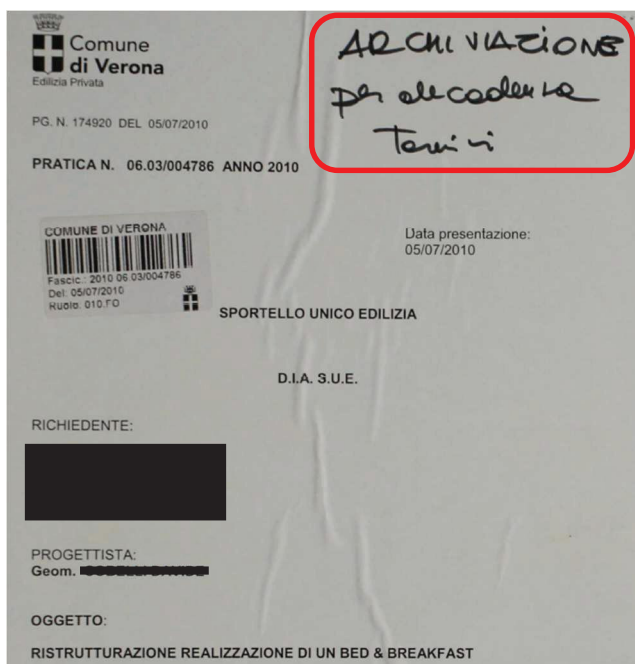 Comune
di Verona
Edilizia Privata
ARCHIVIAZIONE
per decadenza
Termini
PG. N. 174920 DEL 05/07/2010
PRATICA N. 06.03/004786 ANNO 2010
COMUNE DI VERONA
Fascic.: 2010 06 03/004786
Del: 05/07/2010
Ruolo: 010.FO
Data presentazione:
05/07/2010
SPORTELLO UNICO EDILIZIA
D.I.A. S.U.E.
RICHIEDENTE:
PROGETTISTA:
Geom.
OGGETTO:
RISTRUTTURAZIONE REALIZZAZIONE DI UN BED & BREAKFAST